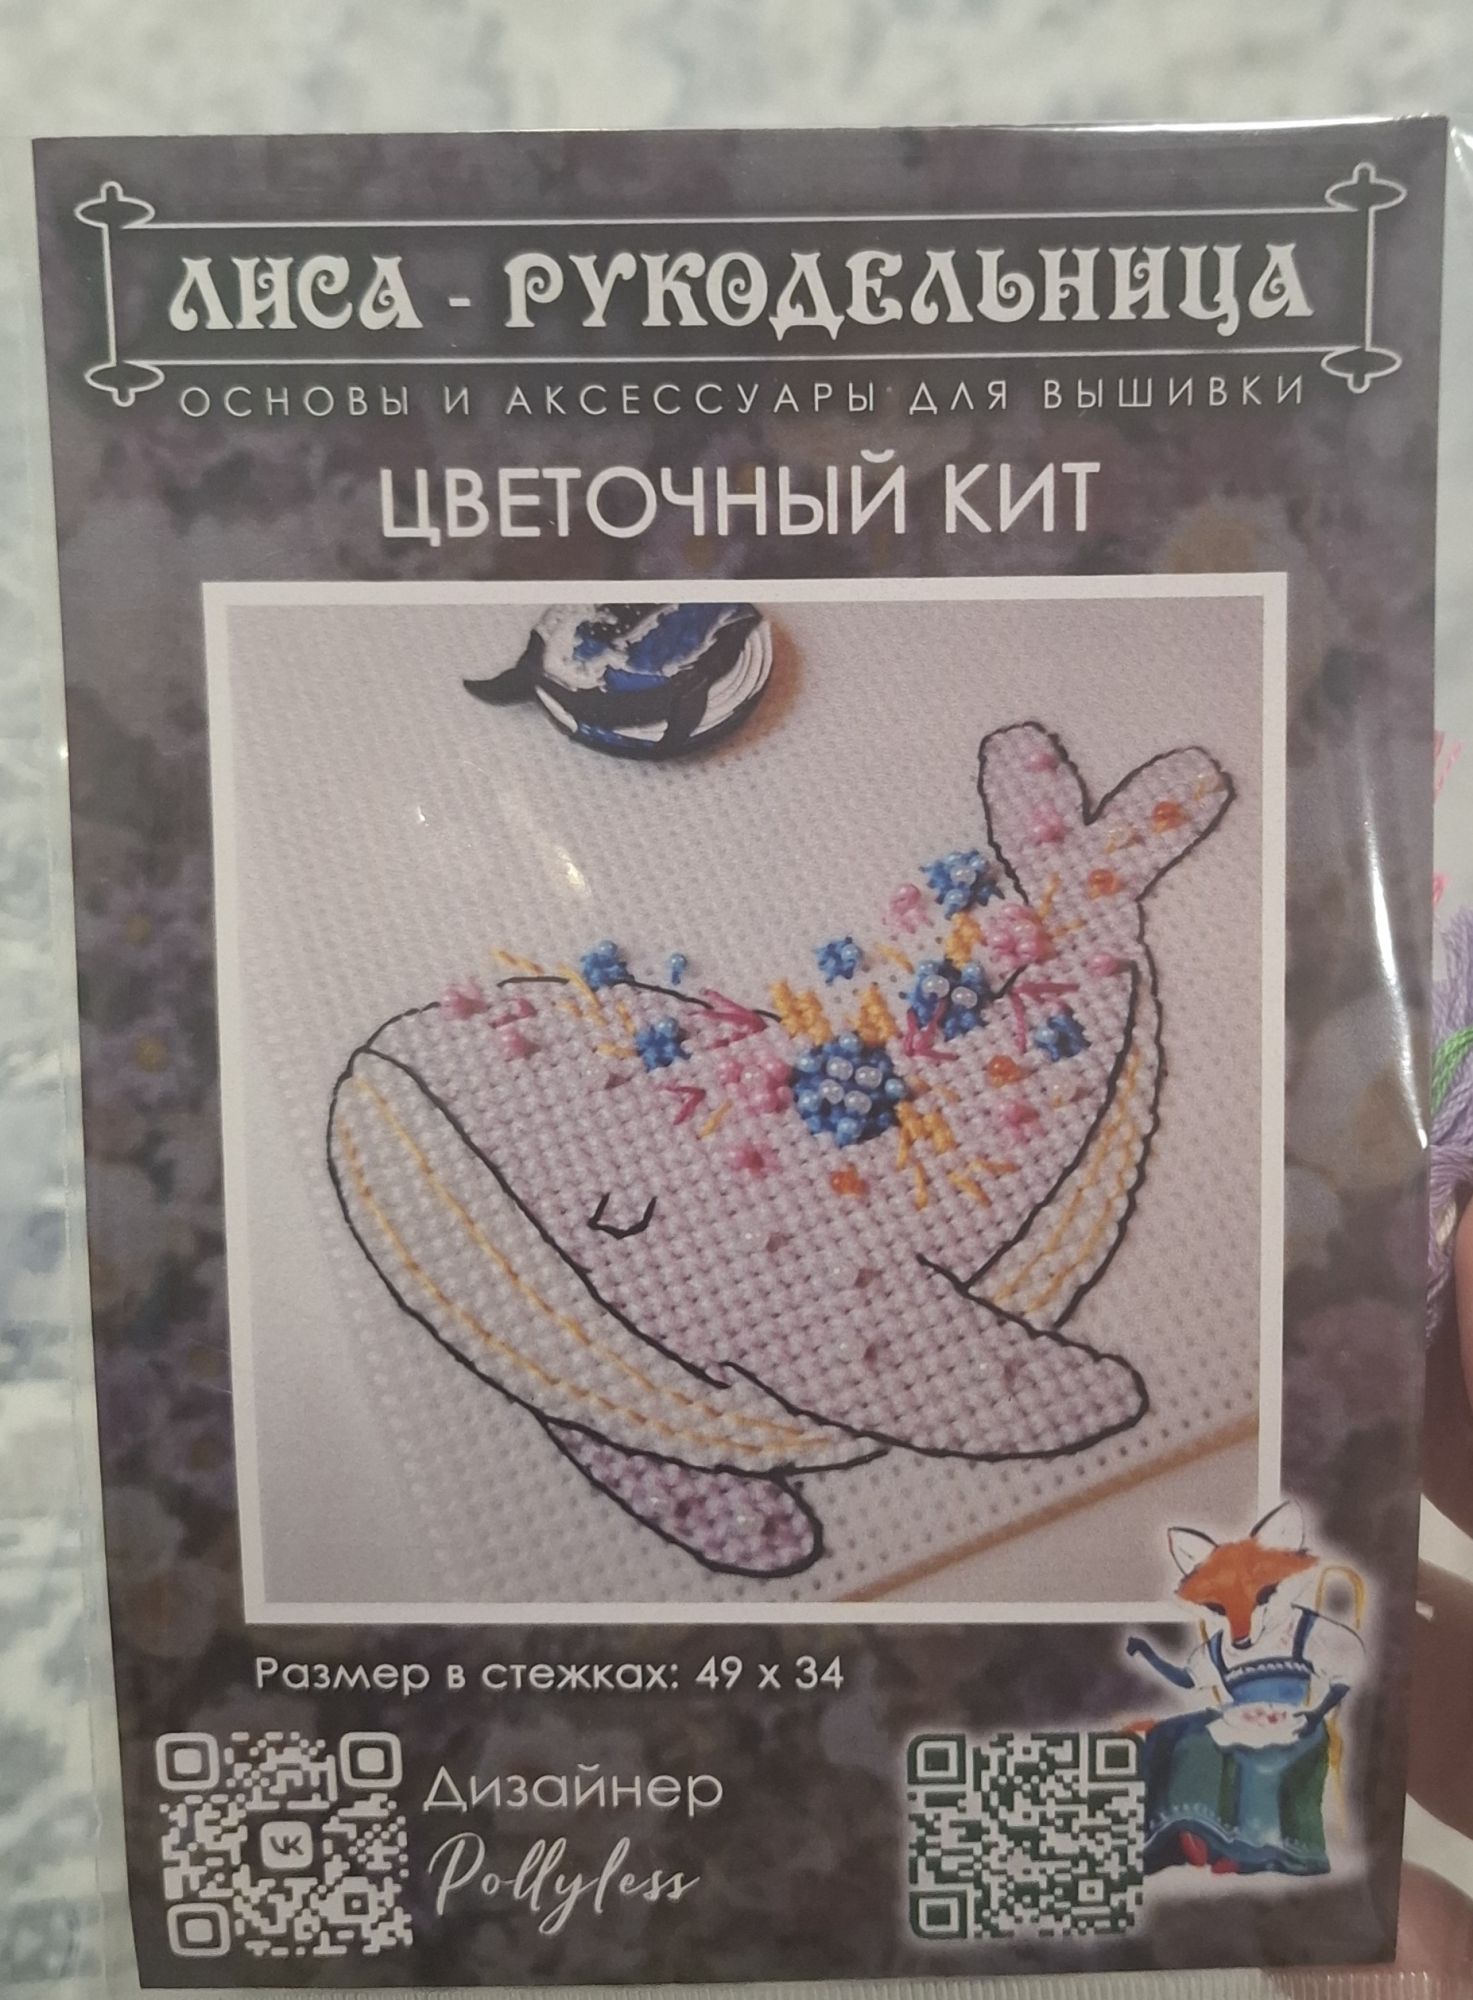 ЛИСА - РУКОДЕЛЬНИЦА
ОСНОВЫ И АКСЕССУАРЫ ДЛЯ ВЫШИВКИ
ЦВЕТОЧНЫЙ КИТ
Размер в стежках: 49 х 34
Дизайнер
Pollyless